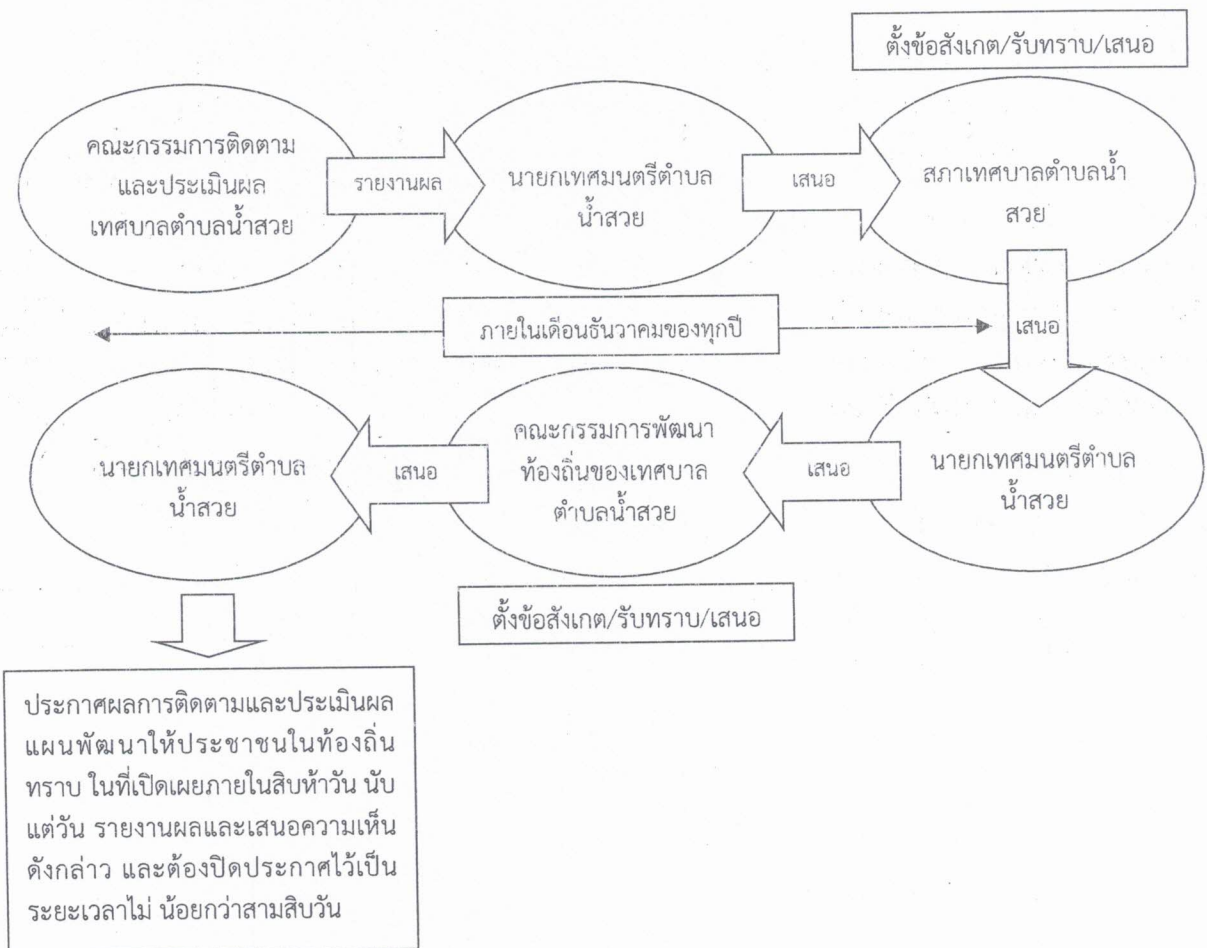 ตั้งข้อสังเกต/รับทราบ/เสนอ
คณะกรรมการติดตาม
และประเมินผล
เทศบาลตำบลน้ำสวย
รายงานผล
นายกเทศมนตรีตำบล
น้ำสวย
เสนอ
สภาเทศบาลตำบลน้ำ
สวย
ภายในเดือนธันวาคมของทุกปี
เสนอ
นายกเทศมนตรีตำบล
น้ำสวย
เสนอ
คณะกรรมการพัฒนา
ท้องถิ่นของเทศบาล
ตำบลน้ำสวย
เสนอ
นายกเทศมนตรีตำบล
น้ำสวย
ตั้งข้อสังเกต/รับทราบ/เสนอ
ประกาศผลการติดตามและประเมินผล
แผนพัฒนาให้ประชาชนในท้องถิ่น
ทราบ ในที่เปิดเผยภายในสิบห้าวัน นับ
แต่วัน รายงานผลและเสนอความเห็น
ดังกล่าว และต้องปิดประกาศไว้เป็น
ระยะเวลาไม่ น้อยกว่าสามสิบวัน